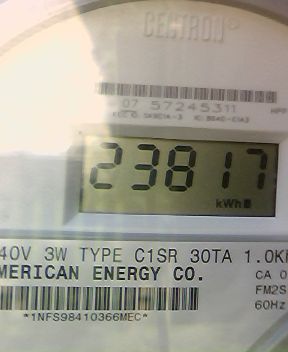 CENTRON®
07 57245311
23817
kWh
40V 3W TYPE C1SR 30TA 1.0K
MERICAN ENERGY CO.
CA 0
FM2S
60Hz
*1NFS98410366MEC*